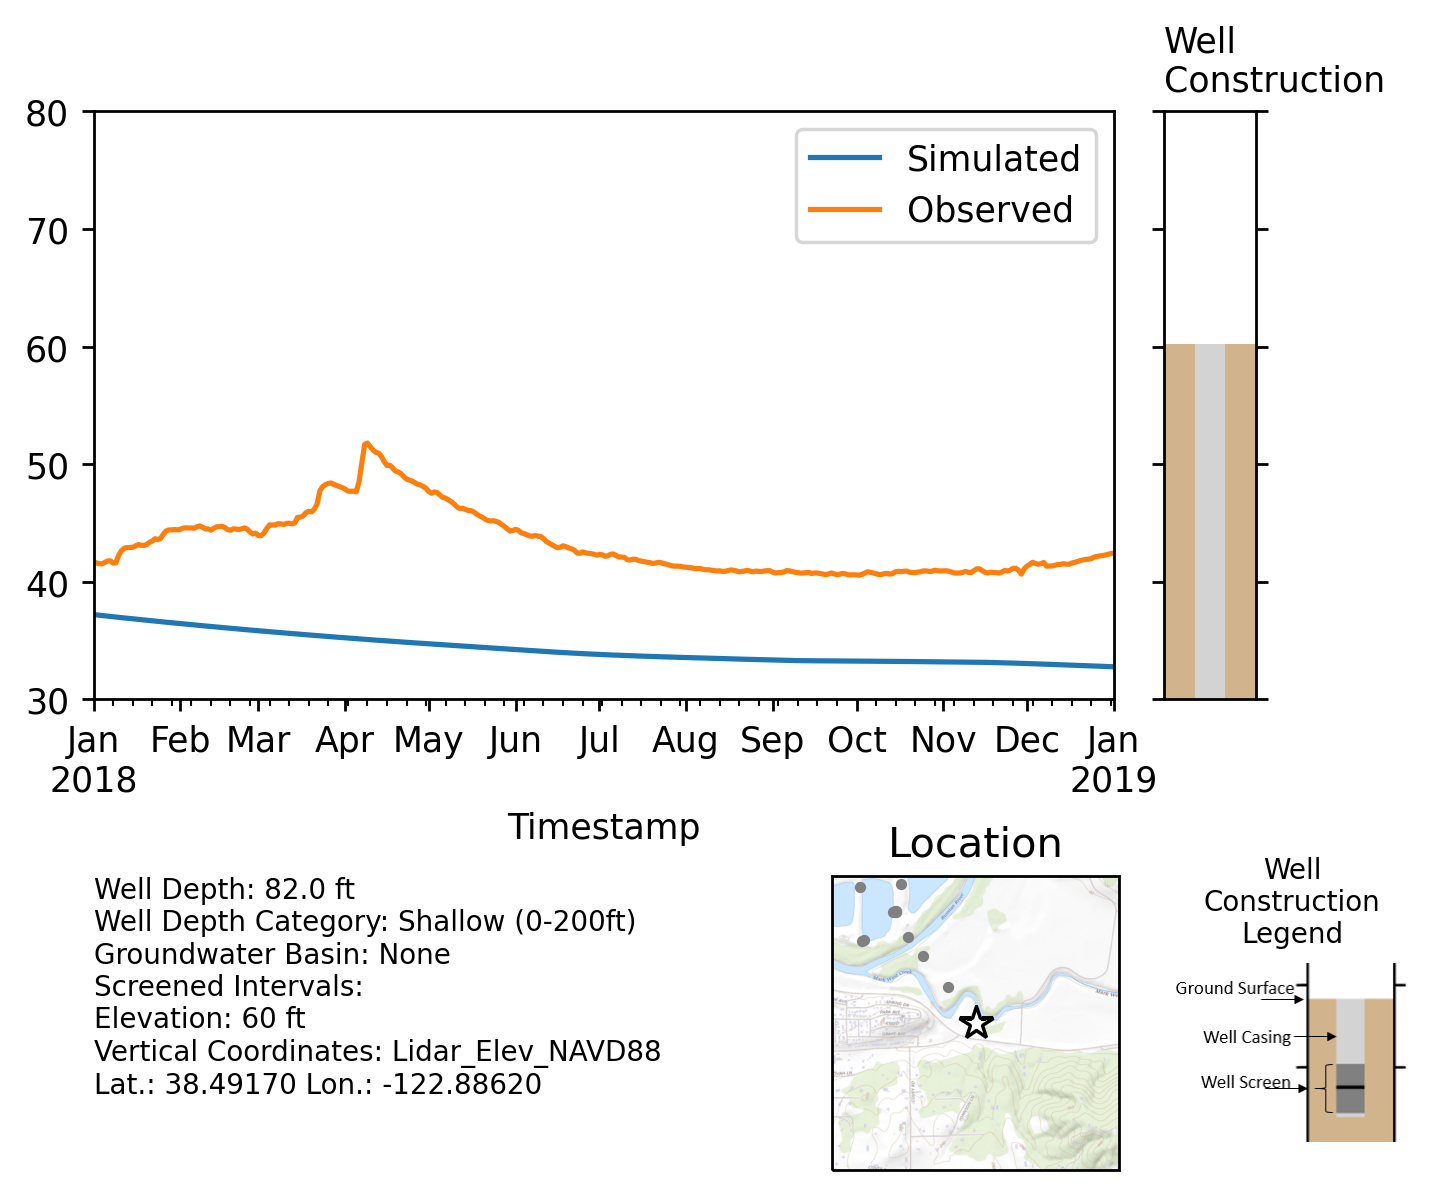 Well
Construction
80
70
60
50
40
30
Simulated
Observed
Jan Feb Mar Apr May Jun Jul Aug Sep Oct Nov Dec Jan
2018 2019
Timestamp
Well Depth: 82.0 ft
Well Depth Category: Shallow (0-200ft)
Groundwater Basin: None
Screened Intervals:
Elevation: 60 ft
Vertical Coordinates: Lidar_Elev_NAVD88
Lat.: 38.49170 Lon.: -122.88620
Location
Well
Construction
Legend
Ground Surface
Well Casing
Well Screen